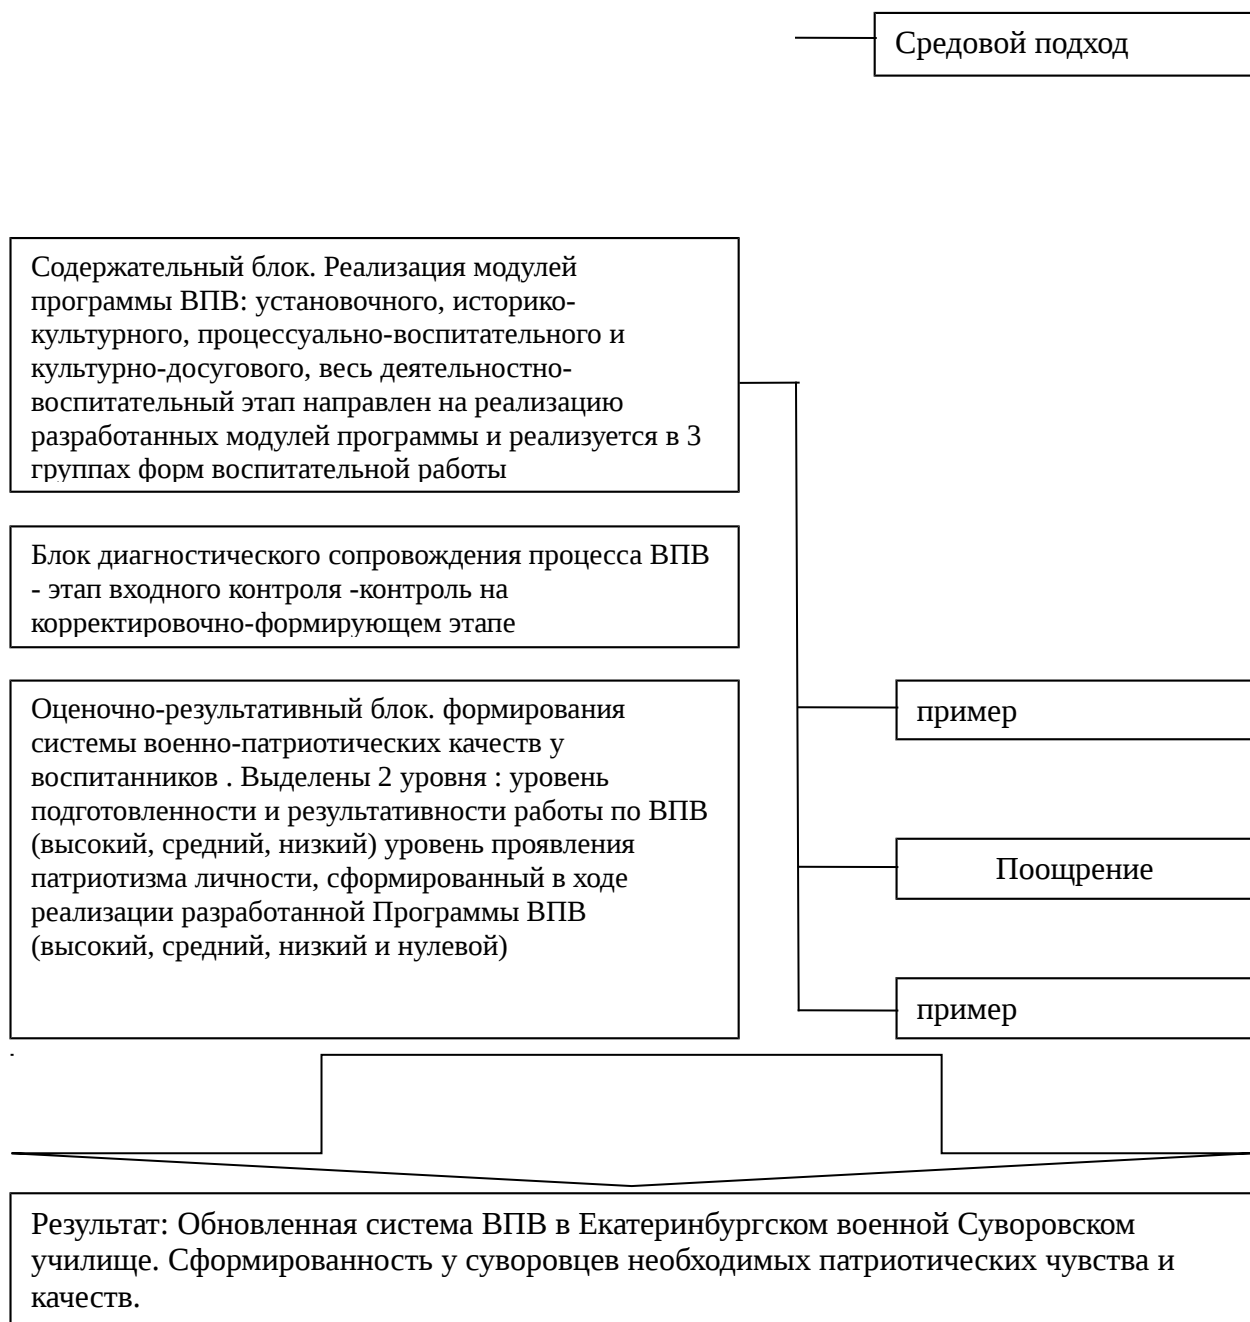 Средовой подход
Содержательный блок. Реализация модулей
программы ВПВ: установочного, историко-
культурного, процессуально-воспитательного и
культурно-досугового, весь деятельностно-
воспитательный этап направлен на реализацию
разработанных модулей программы и реализуется в 3
группах форм воспитательной работы
Блок диагностического сопровождения процесса ВПВ
- этап входного контроля -контроль на
корректировочно-формирующем этапе
Оценочно-результативный блок. формирования
системы военно-патриотических качеств у
воспитанников . Выделены 2 уровня : уровень
подготовленности и результативности работы по ВПВ
(высокий, средний, низкий) уровень проявления
патриотизма личности, сформированный в ходе
реализации разработанной Программы ВПВ
(высокий, средний, низкий и нулевой)
пример
Поощрение
пример
Результат: Обновленная система ВПВ в Екатеринбургском военной Суворовском
училище. Сформированность у суворовцев необходимых патриотических чувства и
качеств.